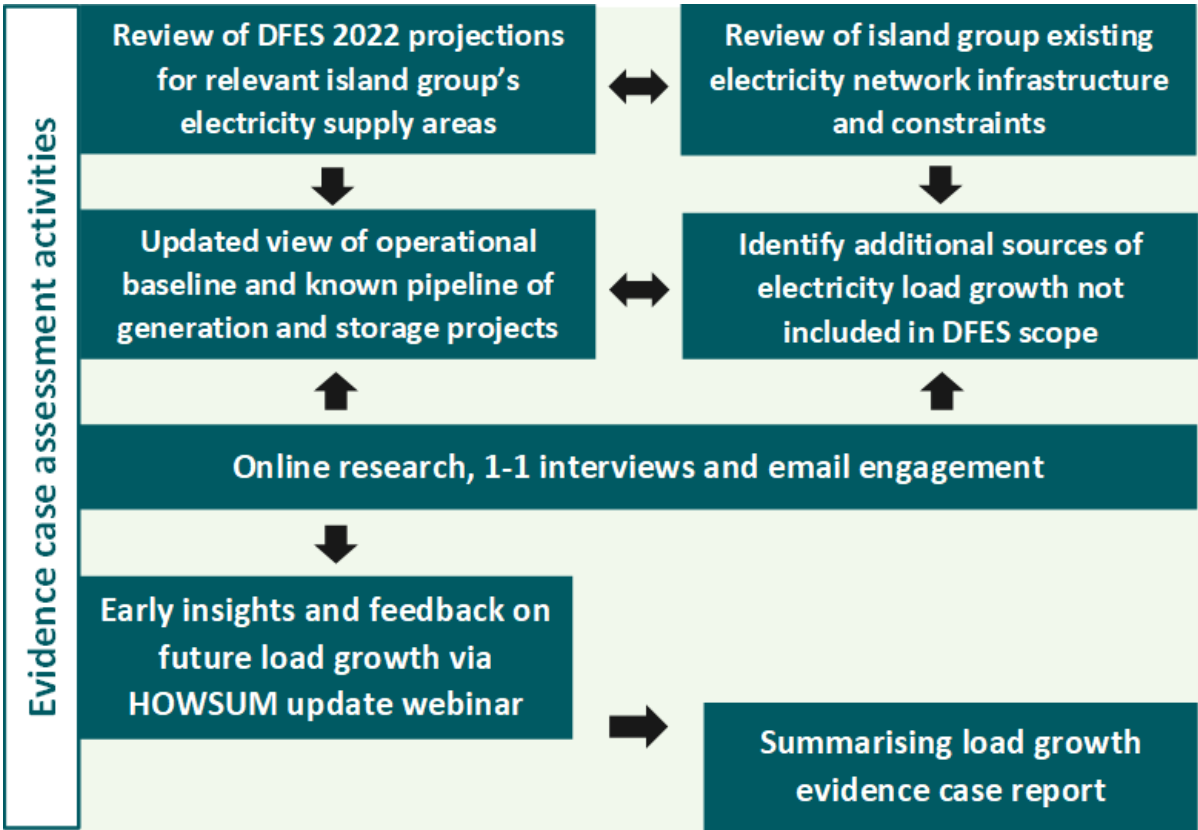 Evidence case assessment activities
Review of DFES 2022 projections
for relevant island group's
electricity supply areas
Review of island group existing
electricity network infrastructure
and constraints
Updated view of operational
baseline and known pipeline of
generation and storage projects
Identify additional sources of
electricity load growth not
included in DFES scope
Online research, 1-1 interviews and email engagement
Early insights and feedback on
future load growth via
HOWSUM update webinar
Summarising load growth
evidence case report